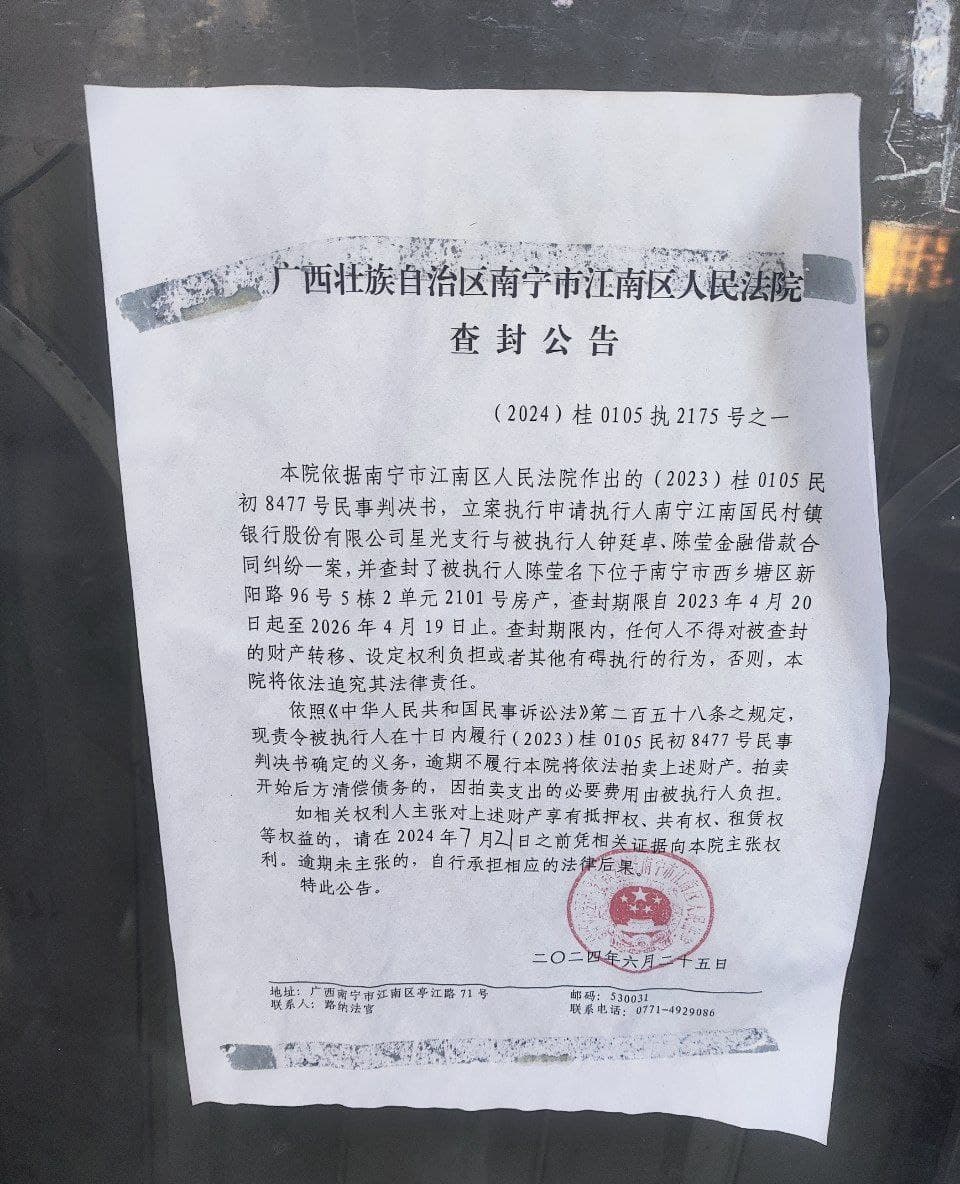 广西壮族自治区南宁市江南区人民法院
查封公告
（2024）桂0105执2175号之一
本院依据南宁市江南区人民法院作出的（2023）桂0105民
初8477号民事判决书，立案执行申请执行人南宁江南国民村镇
银行股份有限公司星光支行与被执行人钟廷卓、陈莹金融借款合
同纠纷一案，并查封了被执行人陈莹名下位于南宁市西乡塘区新
阳路96号5栋2单元2101号房产，查封期限自2023年4月20
日起至2026年4月19日止。查封期限内，任何人不得对被查封
的财产转移、设定权利负担或者其他有碍执行的行为，否则，本
院将依法追究其法律责任。
依照《中华人民共和国民事诉讼法》第二百五十八条之规定，
现责令被执行人在十日内履行（2023）桂0105民初8477号民事
判决书确定的义务，逾期不履行本院将依法拍卖上述财产。拍卖
开始后方清偿债务的，因拍卖支出的必要费用由被执行人负担。
如相关权利人主张对上述财产享有抵押权、共有权、租赁权
等权益的，请在2024年7月21日之前凭相关证据向本院主张权
利。逾期未主张的，自行承担相应的法律后果。
特此公告。
二〇二四年六月二十五日
地址：广西南宁市江南区亭江路71号 邮码：530031
联系人：路纳法官 联系电话：0771-4929086